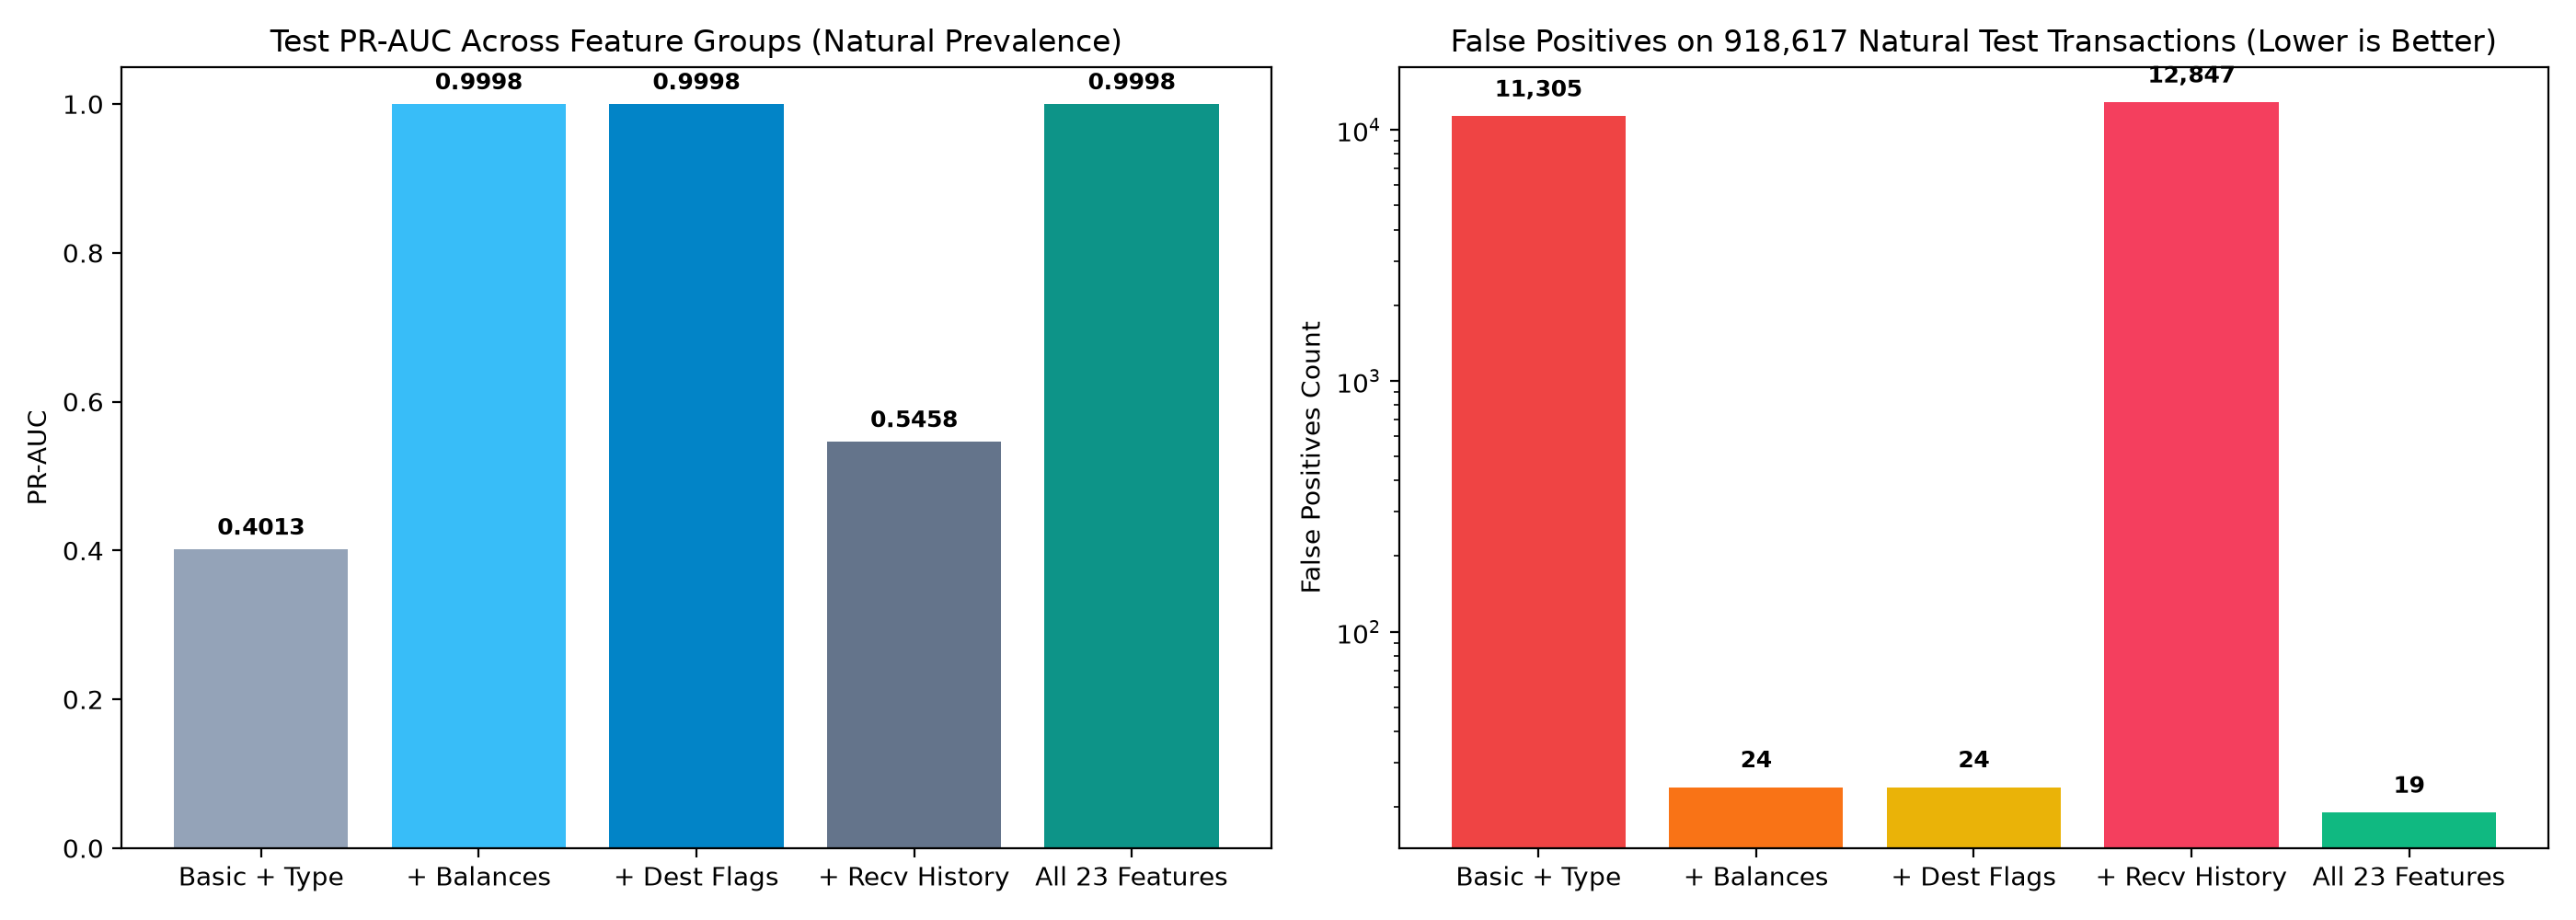 Test PR-AUC Across Feature Groups (Natural Prevalence)
PR-AUC
1.0
0.8
0.6
0.4
0.2
0.0
0.4013
0.9998
0.9998
0.5458
0.9998
Basic + Type
+ Balances
+ Dest Flags
+ Recv History
All 23 Features
False Positives on 918,617 Natural Test Transactions (Lower is Better)
False Positives Count
10⁴
10³
10²
11,305
24
24
12,847
19
Basic + Type
+ Balances
+ Dest Flags
+ Recv History
All 23 Features